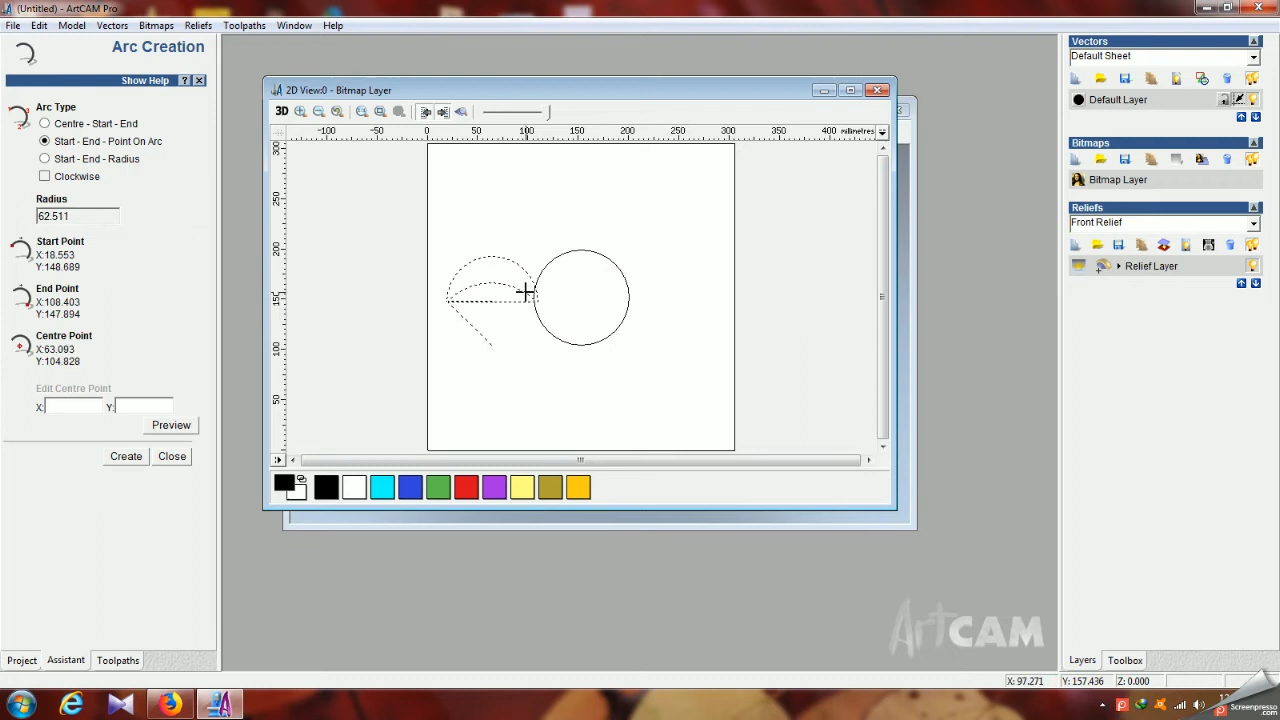 (Untitled) - ArtCAM Pro
File Edit Model Vectors Bitmaps Reliefs Toolpaths Window Help
Arc Creation
Show Help ? X
Arc Type
Centre - Start - End
Start - End - Point On Arc
Start - End - Radius
Clockwise
Radius
62.511
Start Point
X:18.553
Y:148.689
End Point
X:108.403
Y:147.894
Centre Point
X:63.093
Y:104.828
Edit Centre Point
X: Y:
Preview
Create Close
Project Assistant Toolpaths
2D View:0 - Bitmap Layer
3D
-100 -50 0 50 100 150 200 250 300 350 400 millimetres
300
250
200
150
100
50
ArtCAM
Vectors
Default Sheet
Default Layer
Bitmaps
Bitmap Layer
Reliefs
Front Relief
Relief Layer
Layers Toolbox
X: 97.271 Y: 157.436 Z: 0.000
Screenpresso
.com